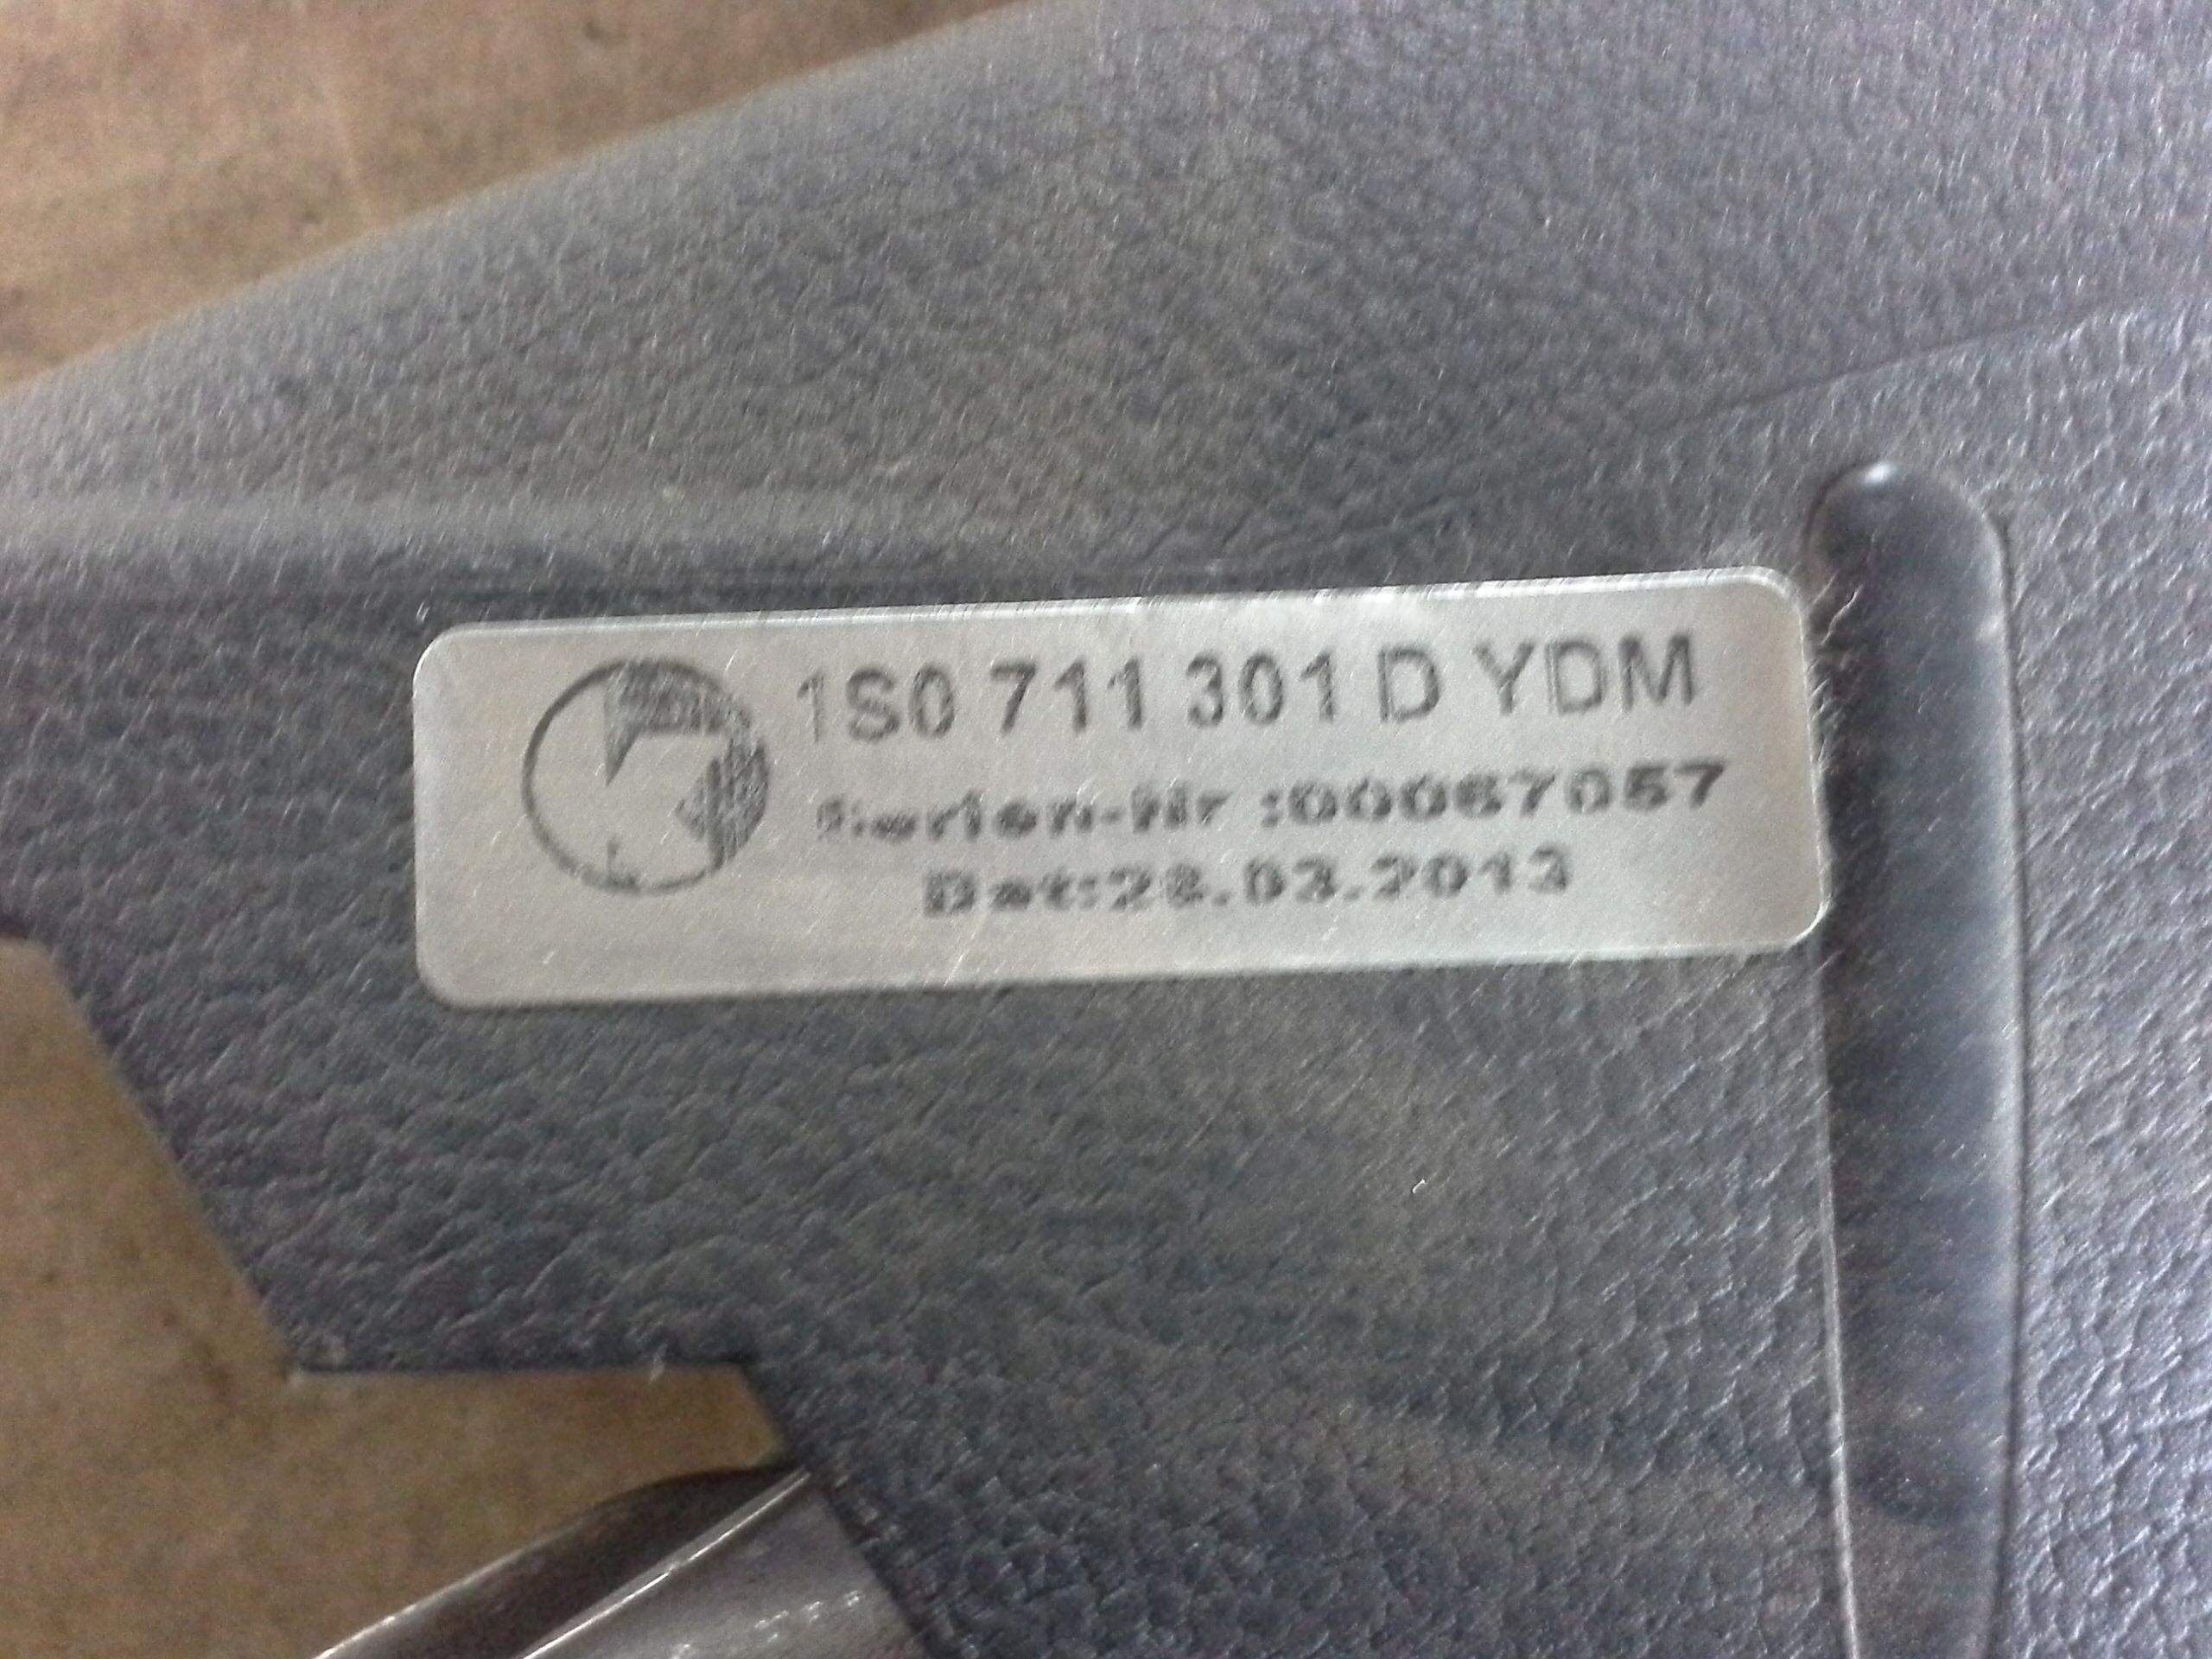 1S0 711 301 D YDM
Serien-Nr :00067057
Dat:28.03.2013